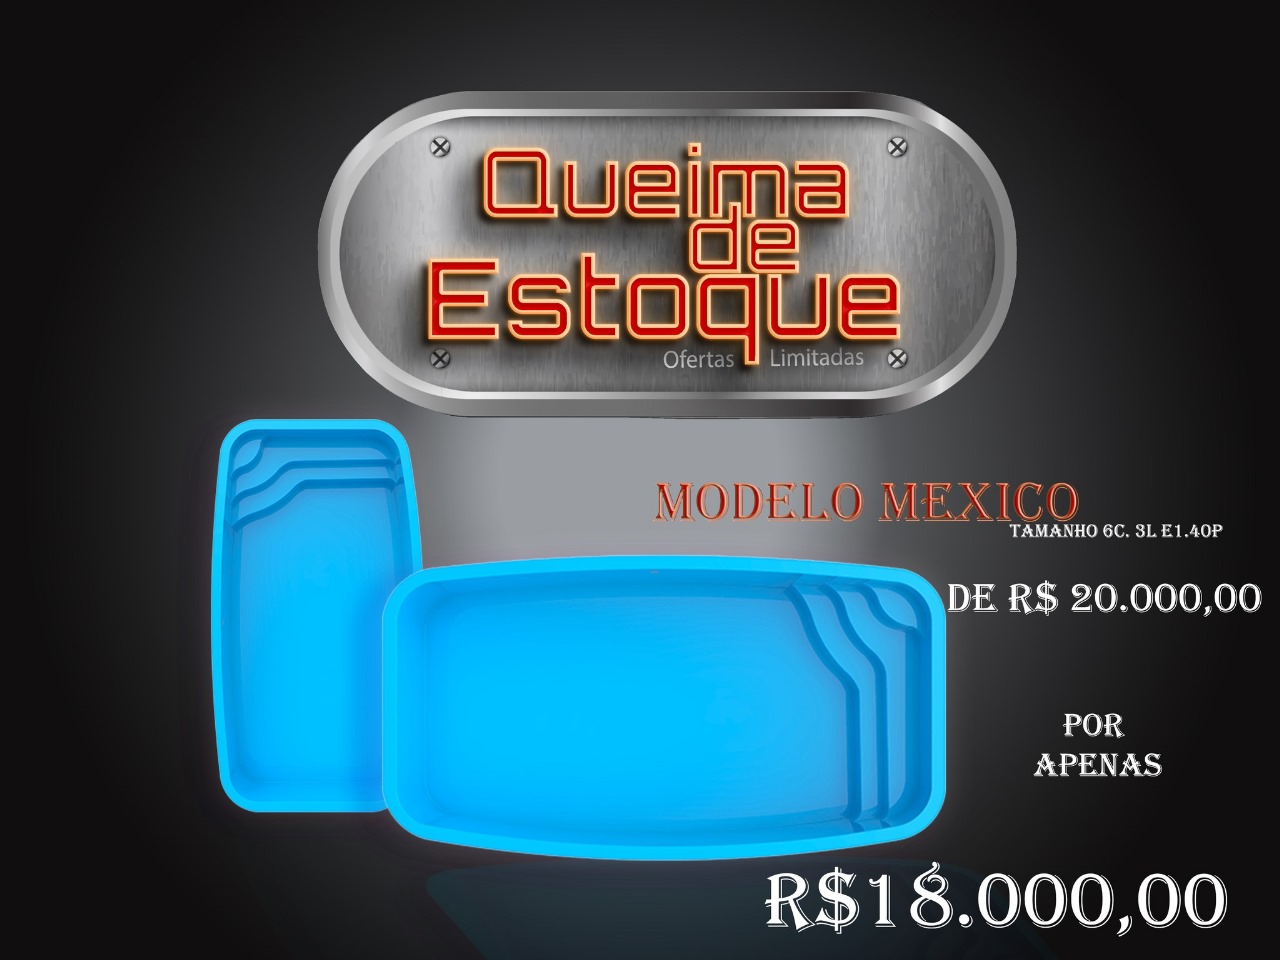 Queima
de
Estoque
Ofertas Limitadas
MODELO MEXICO
TAMANHO 6C. 3L E1.40P
DE R$ 20.000,00
POR
APENAS
R$18.000,00